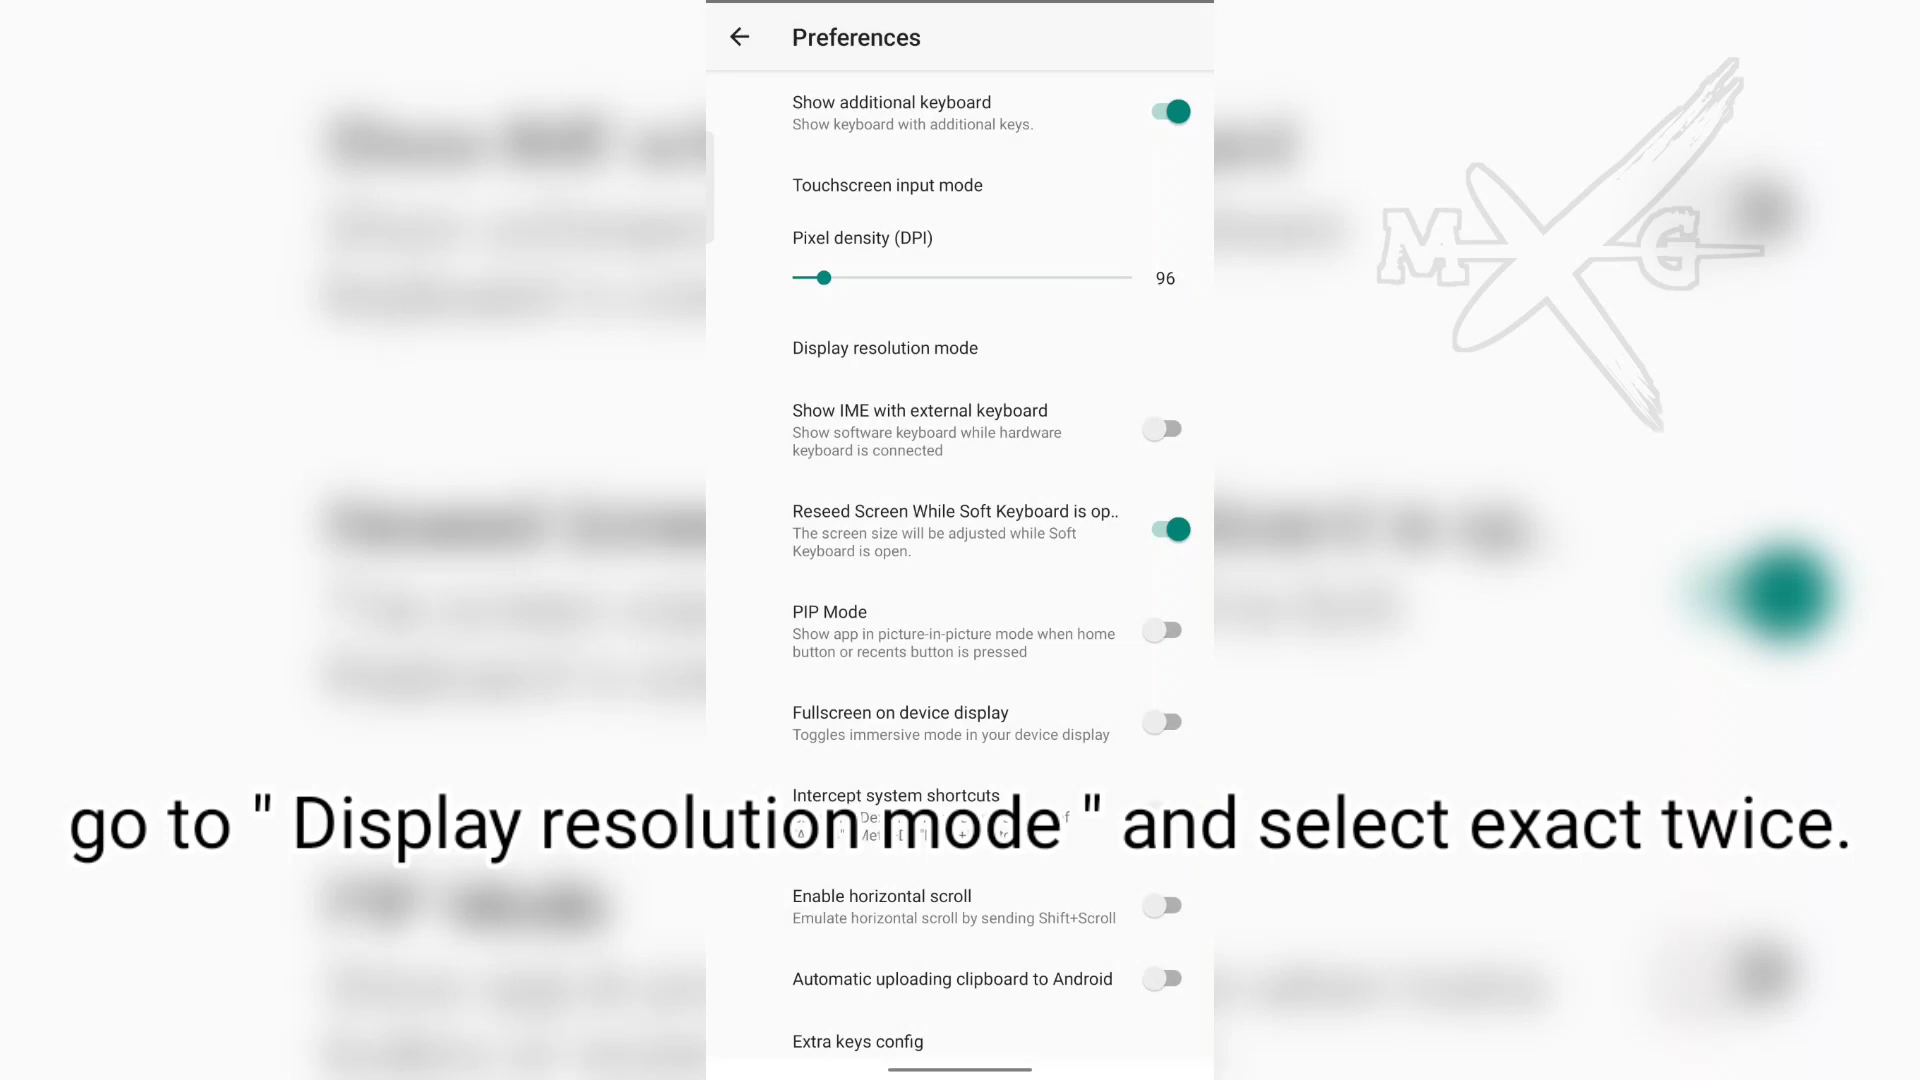 Preferences
Show additional keyboard
Show keyboard with additional keys.
Touchscreen input mode
Pixel density (DPI)
96
Display resolution mode
Show IME with external keyboard
Show software keyboard while hardware
keyboard is connected
Reseed Screen While Soft Keyboard is op..
The screen size will be adjusted while Soft
Keyboard is open.
PIP Mode
Show app in picture-in-picture mode when home
button or recents button is pressed
Fullscreen on device display
Toggles immersive mode in your device display
Intercept system shortcuts
go to " Display resolution mode " and select exact twice.
Enable horizontal scroll
Emulate horizontal scroll by sending Shift+Scroll
Automatic uploading clipboard to Android
Extra keys config
M X G